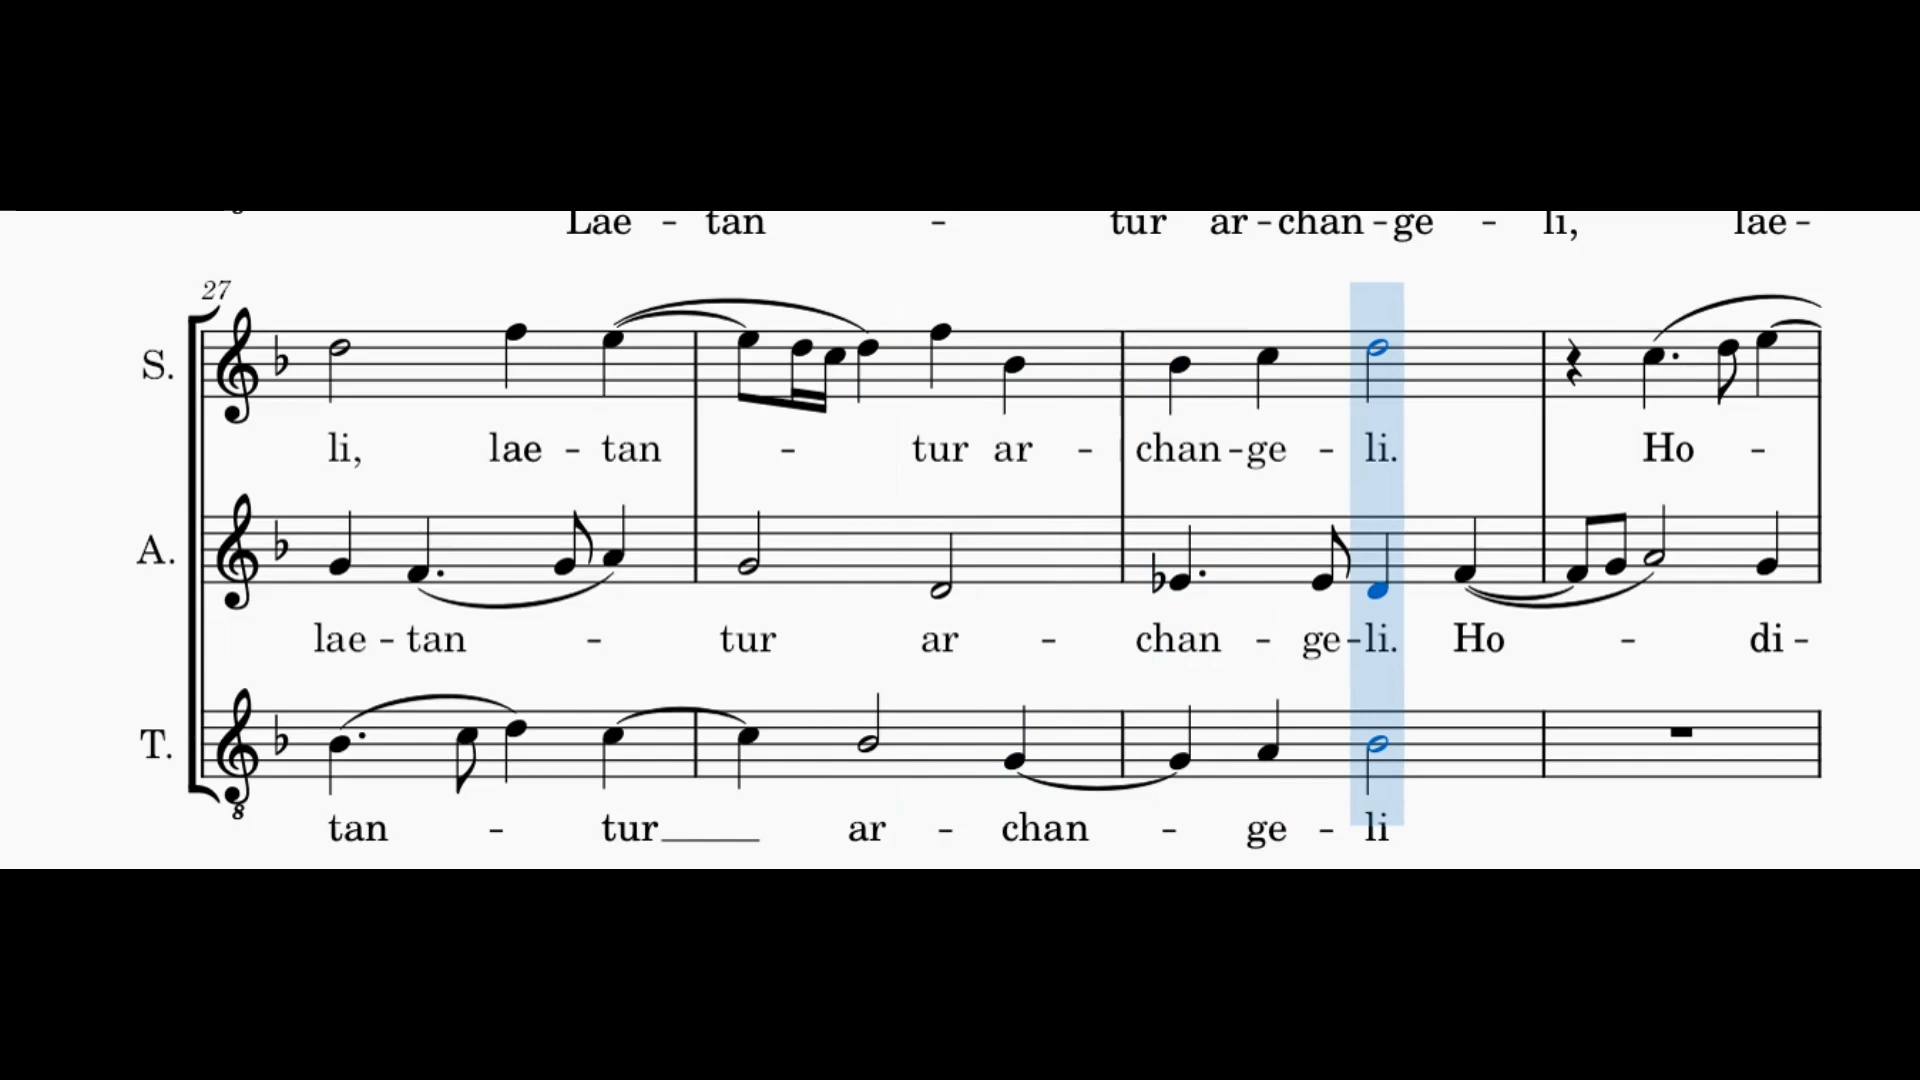 Lae - tan - tur ar - chan - ge - li, lae -
27
S.
li, lae - tan - tur ar - chan - ge - li. Ho -
A.
lae - tan - tur ar - chan - ge - li. Ho - di -
T.
8
tan - tur___ ar - chan - ge - li